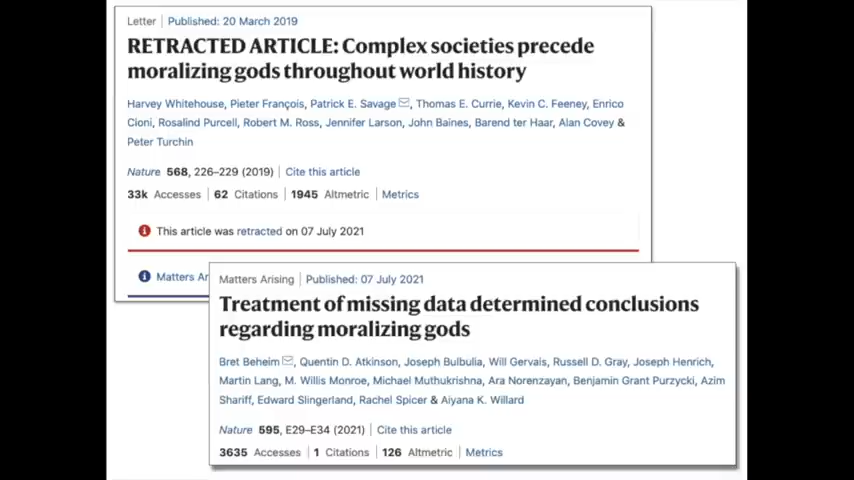 Letter | Published: 20 March 2019
RETRACTED ARTICLE: Complex societies precede
moralizing gods throughout world history
Harvey Whitehouse, Pieter François, Patrick E. Savage, Thomas E. Currie, Kevin C. Feeney, Enrico
Cioni, Rosalind Purcell, Robert M. Ross, Jennifer Larson, John Baines, Barend ter Haar, Alan Covey &
Peter Turchin
Nature 568, 226–229 (2019) | Cite this article
33k Accesses | 62 Citations | 1945 Altmetric | Metrics
This article was retracted on 07 July 2021
Matters Ar
Matters Arising | Published: 07 July 2021
Treatment of missing data determined conclusions
regarding moralizing gods
Bret Beheim, Quentin D. Atkinson, Joseph Bulbulia, Will Gervais, Russell D. Gray, Joseph Henrich,
Martin Lang, M. Willis Monroe, Michael Muthukrishna, Ara Norenzayan, Benjamin Grant Purzycki, Azim
Shariff, Edward Slingerland, Rachel Spicer & Aiyana K. Willard
Nature 595, E29–E34 (2021) | Cite this article
3635 Accesses | 1 Citations | 126 Altmetric | Metrics